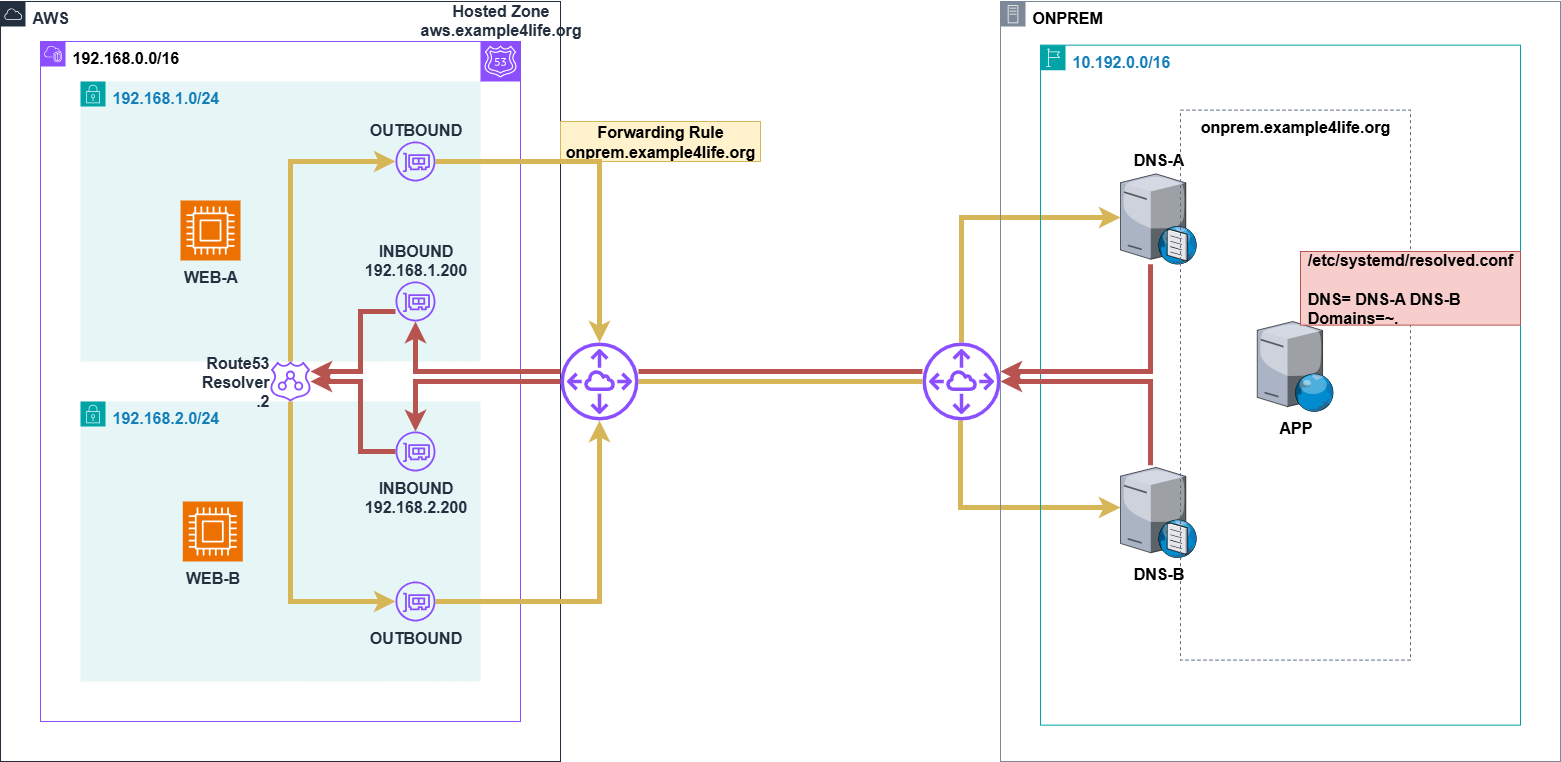 AWS
Hosted Zone
aws.example4life.org
53
192.168.0.0/16
192.168.1.0/24
OUTBOUND
Forwarding Rule
onprem.example4life.org
WEB-A
INBOUND
192.168.1.200
Route53
Resolver
.2
192.168.2.0/24
INBOUND
192.168.2.200
WEB-B
OUTBOUND
ONPREM
10.192.0.0/16
onprem.example4life.org
DNS-A
/etc/systemd/resolved.conf
DNS= DNS-A DNS-B
Domains=~.
APP
DNS-B